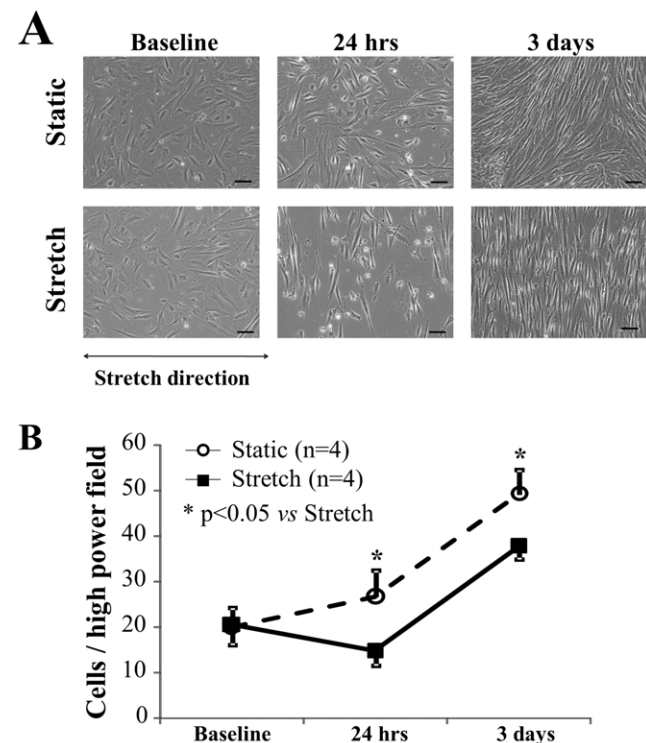 A
Baseline 24 hrs 3 days
Static
Stretch
Stretch direction
B
Cells / high power field
60
50
40
30
20
10
0
Static (n=4)
Stretch (n=4)
* p<0.05 vs Stretch
*
*
Baseline 24 hrs 3 days